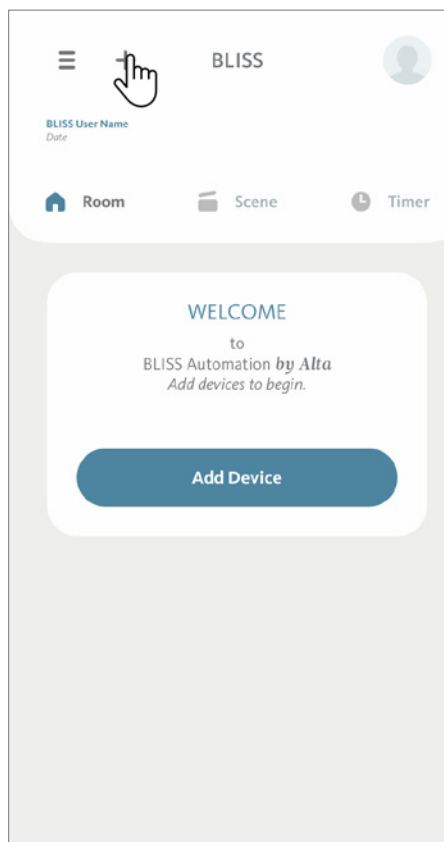 BLISS
BLISS User Name
Date
Room Scene Timer
WELCOME
to
BLISS Automation by Alta
Add devices to begin.
Add Device